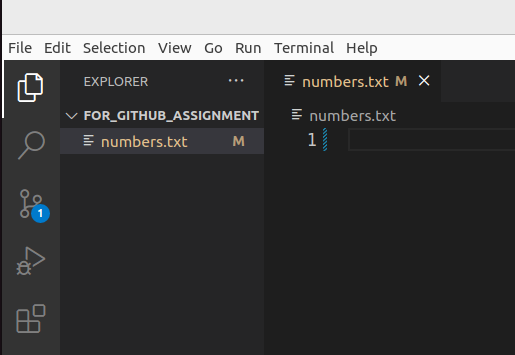 File Edit Selection View Go Run Terminal Help
EXPLORER ···
FOR_GITHUB_ASSIGNMENT
numbers.txt M
1
numbers.txt M
numbers.txt
1